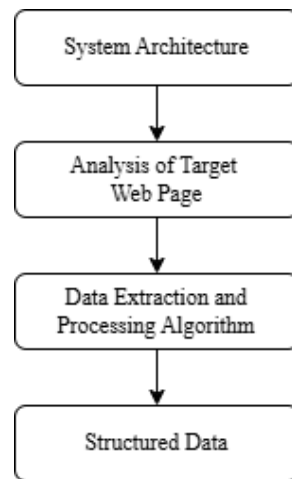 System Architecture
Analysis of Target
Web Page
Data Extraction and
Processing Algorithm
Structured Data